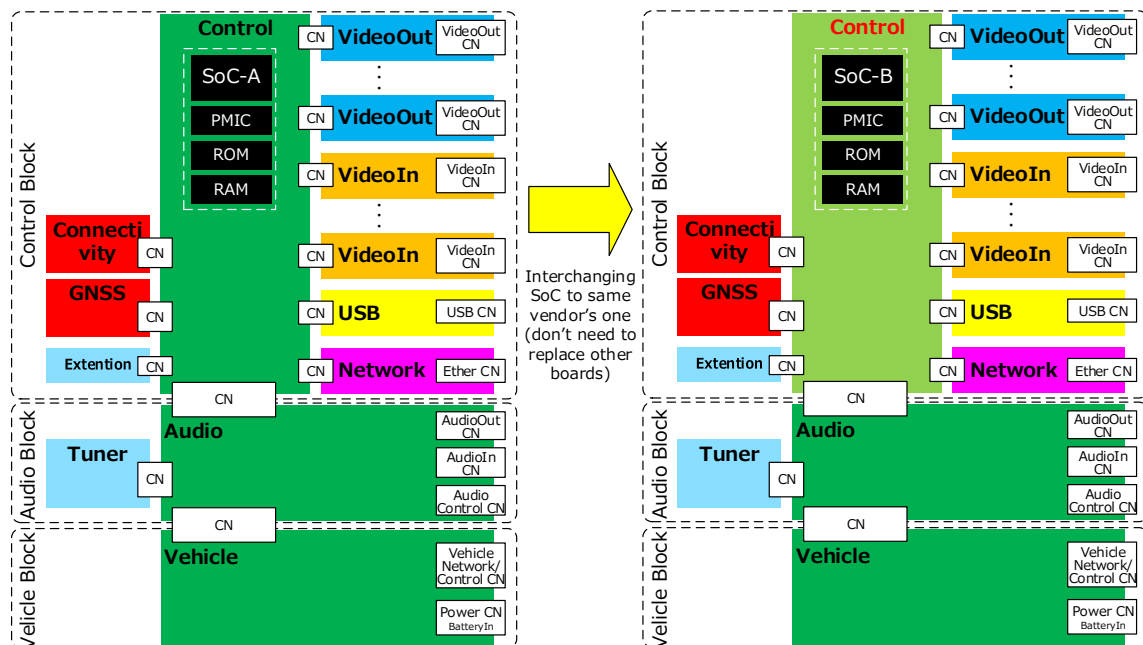 Control Block
Control
SoC-A
PMIC
ROM
RAM
CN
VideoOut
VideoOut
CN
CN
VideoOut
VideoOut
CN
CN
VideoIn
VideoIn
CN
CN
VideoIn
VideoIn
CN
CN
USB
USB CN
CN
Network
Ether CN
Connecti
vity
CN
GNSS
CN
Extention
CN
CN
Audio Block
Audio
Tuner
CN
AudioOut
CN
AudioIn
CN
Audio
Control CN
CN
Velicle Block
Vehicle
Vehicle
Network/
Control CN
Power CN
BatteryIn
Interchanging
SoC to same
vendor's one
(don't need to
replace other
boards)
Control Block
Control
SoC-B
PMIC
ROM
RAM
CN
VideoOut
VideoOut
CN
CN
VideoOut
VideoOut
CN
CN
VideoIn
VideoIn
CN
CN
VideoIn
VideoIn
CN
CN
USB
USB CN
CN
Network
Ether CN
Connecti
vity
CN
GNSS
CN
Extention
CN
CN
Audio Block
Audio
Tuner
CN
AudioOut
CN
AudioIn
CN
Audio
Control CN
CN
Velicle Block
Vehicle
Vehicle
Network/
Control CN
Power CN
BatteryIn